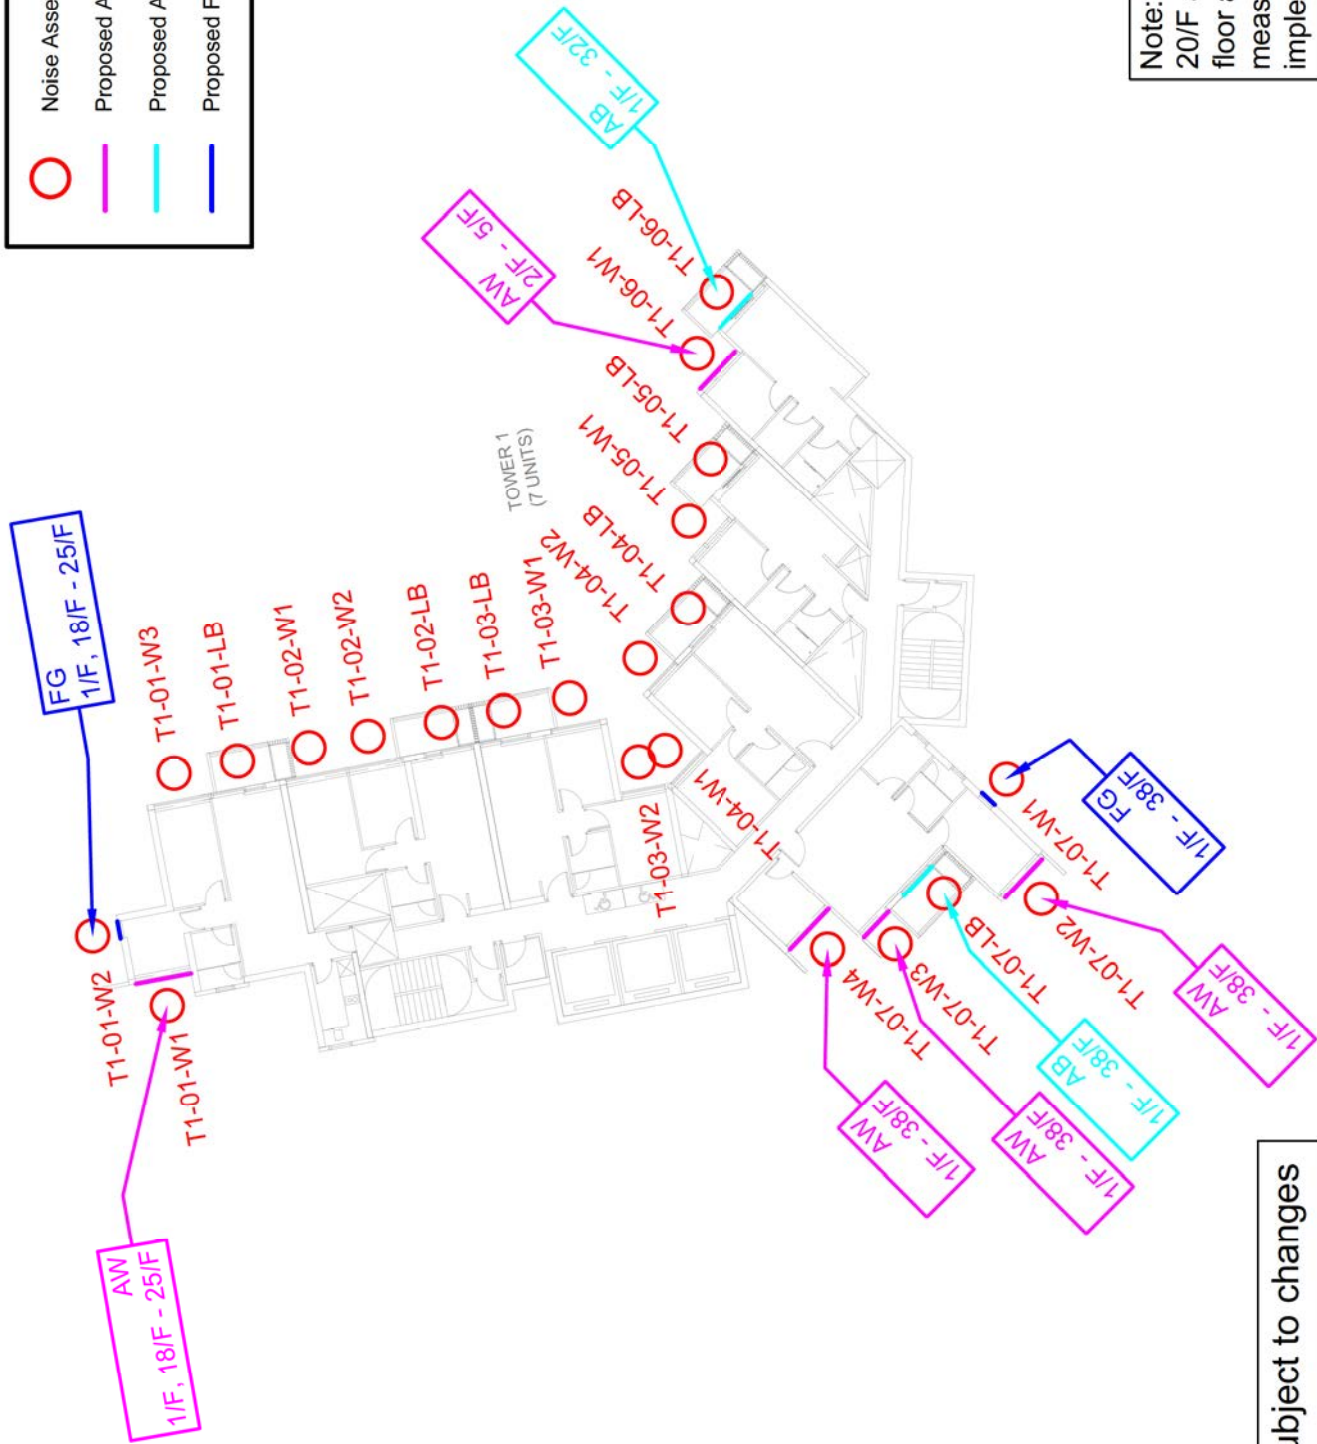 Noise Asse
Proposed A
Proposed A
Proposed F
Note:
20/F
floor a
meas
imple
AB
1/F - 32/F
AW
2/F - 5/F
FG
1/F, 18/F - 25/F
TOWER 1
(7 UNITS)
T1-06-LB
T1-06-W1
T1-05-LB
T1-05-W1
T1-04-LB
T1-04-W2
T1-01-W3
T1-01-LB
T1-02-W1
T1-02-W2
T1-02-LB
T1-03-LB
T1-03-W1
T1-03-W2
T1-04-W1
T1-01-W2
T1-01-W1
T1-07-W4
T1-07-W3
T1-07-LB
T1-07-W2
T1-07-W1
FG
1/F - 38/F
AW
1/F - 38/F
AB
1/F - 38/F
AW
1/F - 38/F
AW
1/F - 38/F
AW
1/F, 18/F - 25/F
ubject to changes